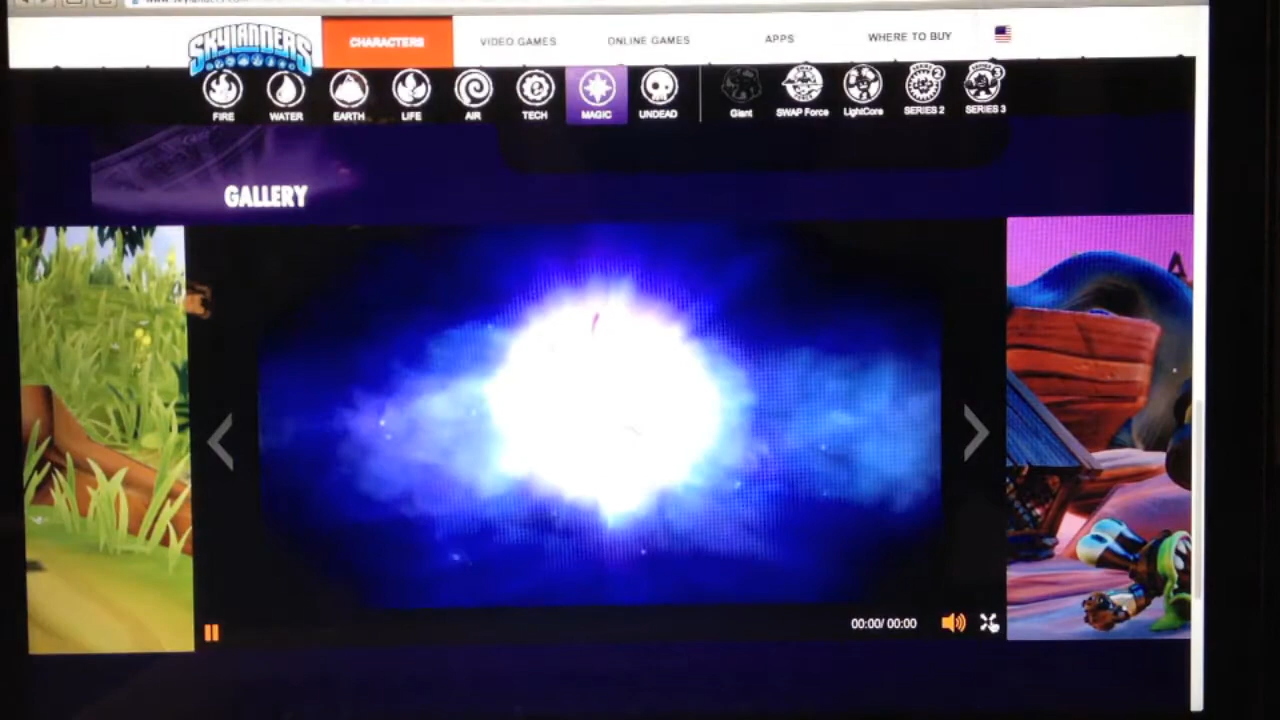 SKYLANDERS
CHARACTERS
VIDEO GAMES
ONLINE GAMES
APPS
WHERE TO BUY
FIRE
WATER
EARTH
LIFE
AIR
TECH
MAGIC
UNDEAD
Giant
SWAP Force
LightCore
SERIES 2
SERIES 3
GALLERY
00:00/ 00:00